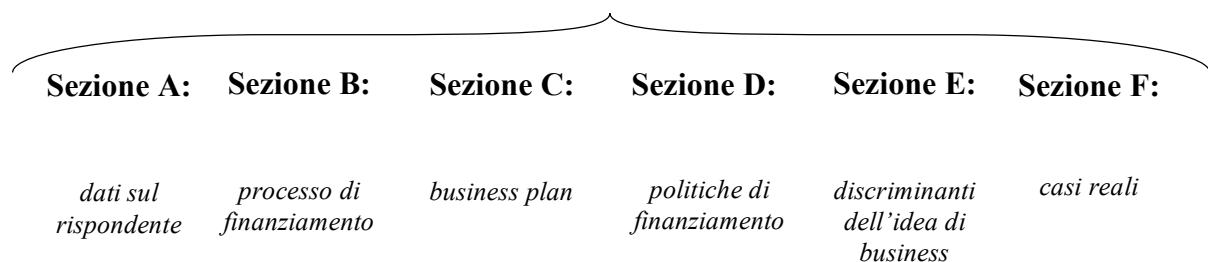 Sezione A:
Sezione B:
Sezione C:
Sezione D:
Sezione E:
Sezione F:
dati sul
rispondente
processo di
finanziamento
business plan
politiche di
finanziamento
discriminanti
dell'idea di
business
casi reali